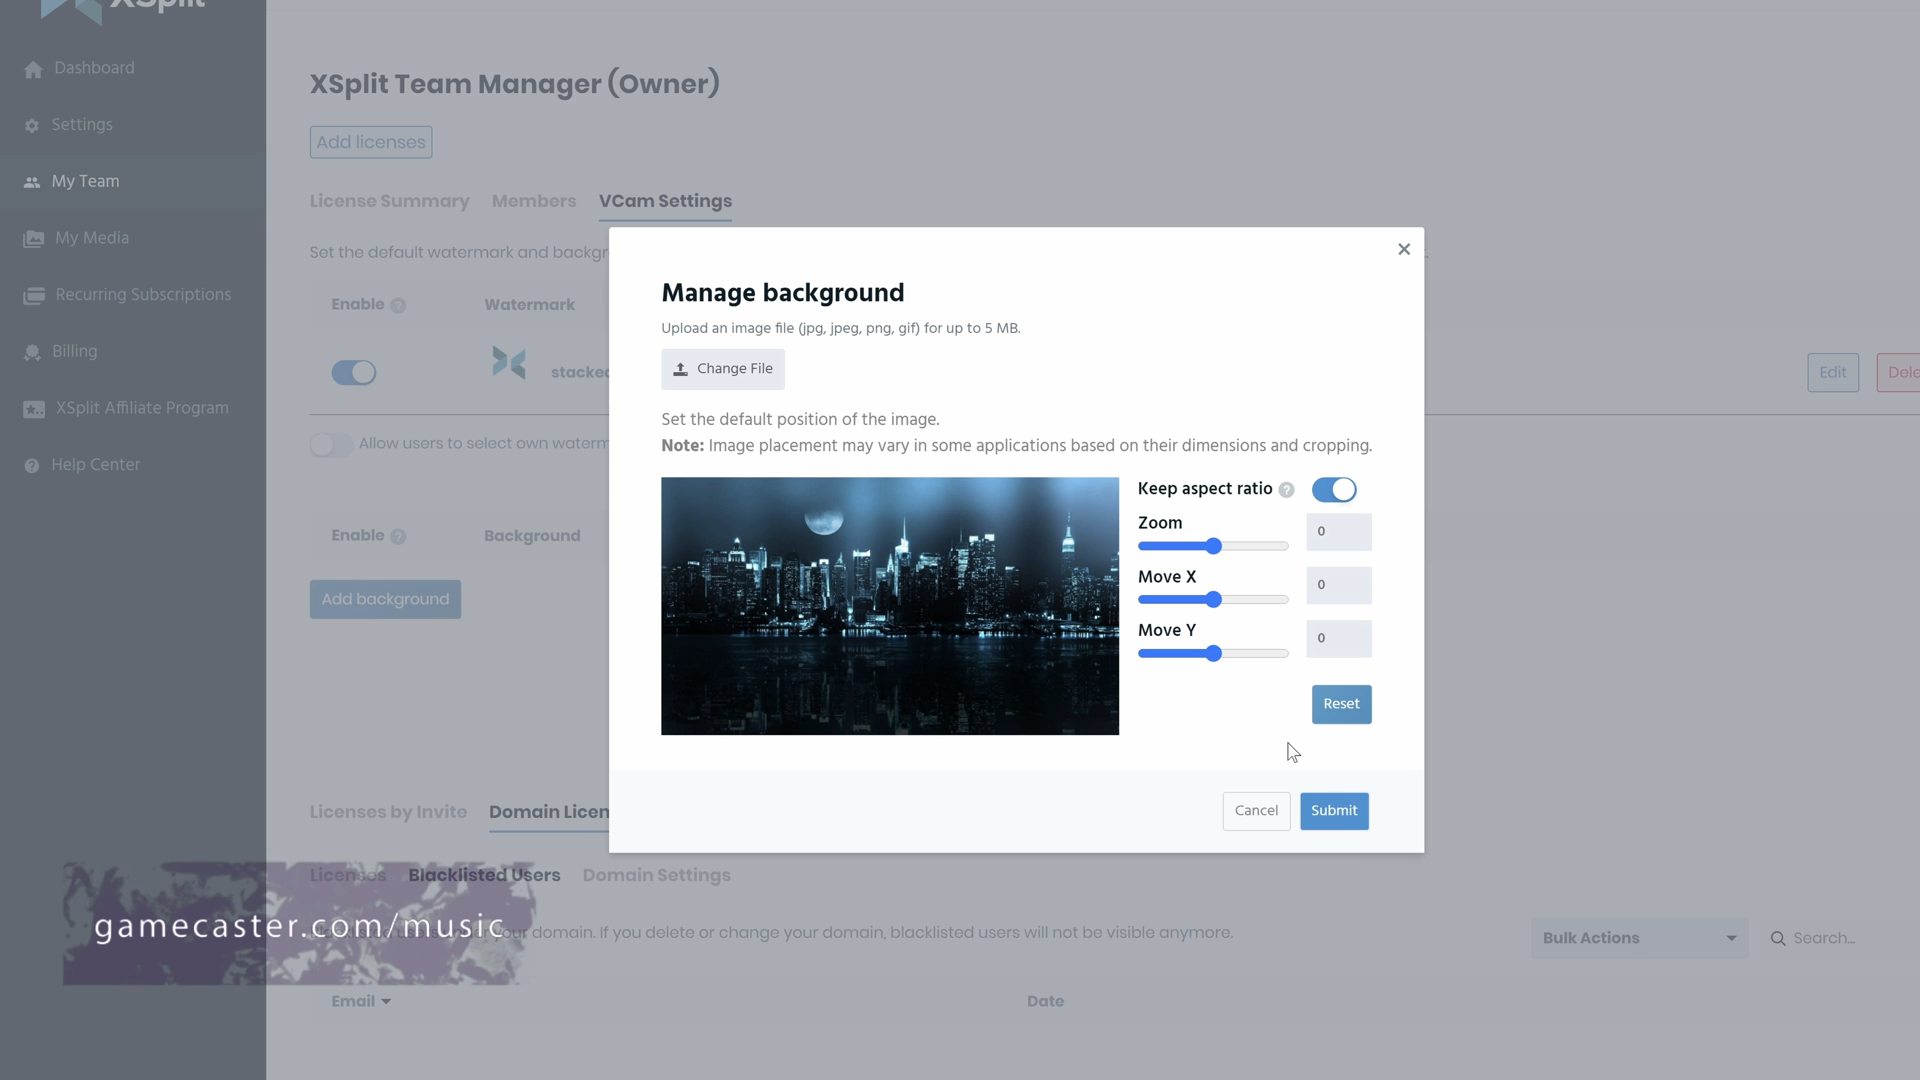 XSplit
Dashboard
Settings
My Team
My Media
Recurring Subscriptions
Billing
XSplit Affiliate Program
Help Center
XSplit Team Manager (Owner)
Add licenses
License Summary Members VCam Settings
Set the default watermark and backgr
Enable ? Watermark
stacked
Edit
Dele
Allow users to select own waterm
Enable ? Background
Add background
Manage background
Upload an image file (jpg, jpeg, png, gif) for up to 5 MB.
Change File
Set the default position of the image.
Note: Image placement may vary in some applications based on their dimensions and cropping.
Keep aspect ratio ?
Zoom 0
Move X 0
Move Y 0
Reset
Cancel Submit
Licenses by Invite Domain Licen
Licenses Blacklisted Users Domain Settings
gamecaster.com/music
your domain. If you delete or change your domain, blacklisted users will not be visible anymore.
Bulk Actions
Search...
Email
Date